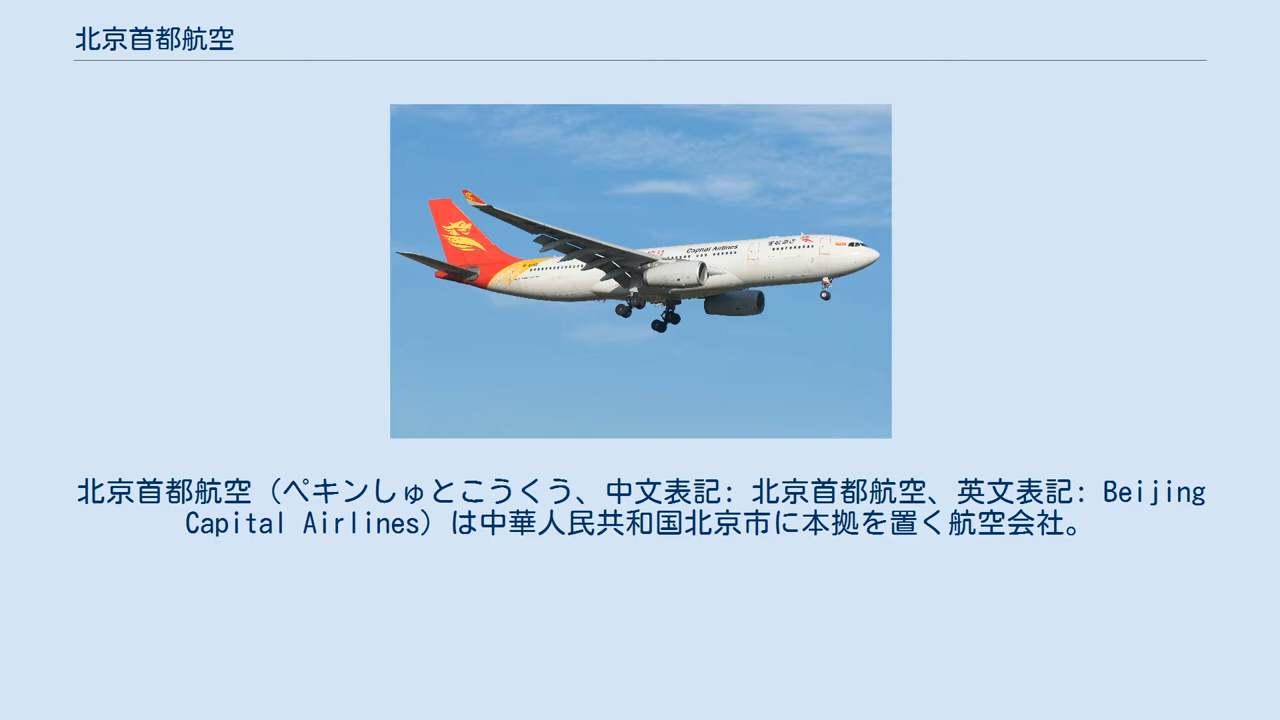 北京首都航空
Capital Airlines
北京首都航空（ペキンしゅとこうくう、中文表記: 北京首都航空、英文表記: Beijing
Capital Airlines）は中華人民共和国北京市に本拠を置く航空会社。